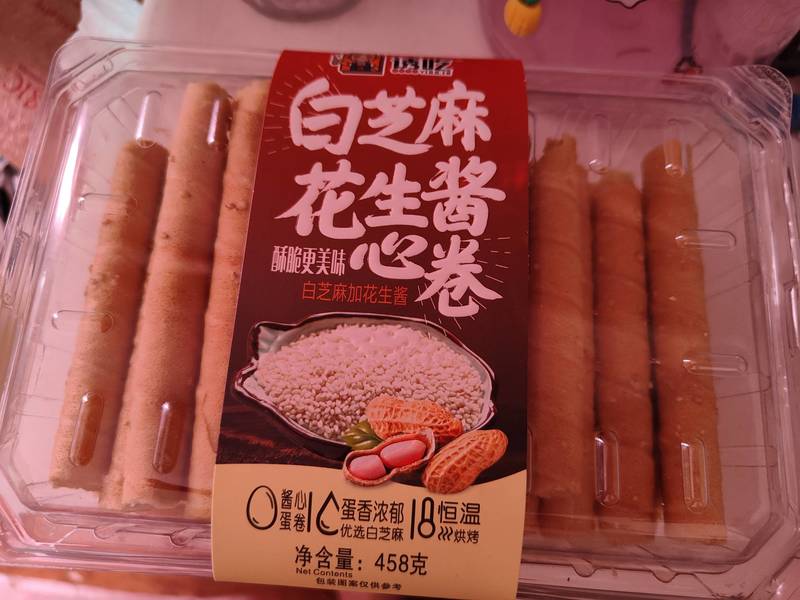 白芝麻
花生酱
心卷
酥脆更美味
白芝麻加花生酱
酱心
蛋卷
蛋香浓郁
优选白芝麻
恒温
烘烤
净含量：458克
Net Contents
包装图案仅供参考